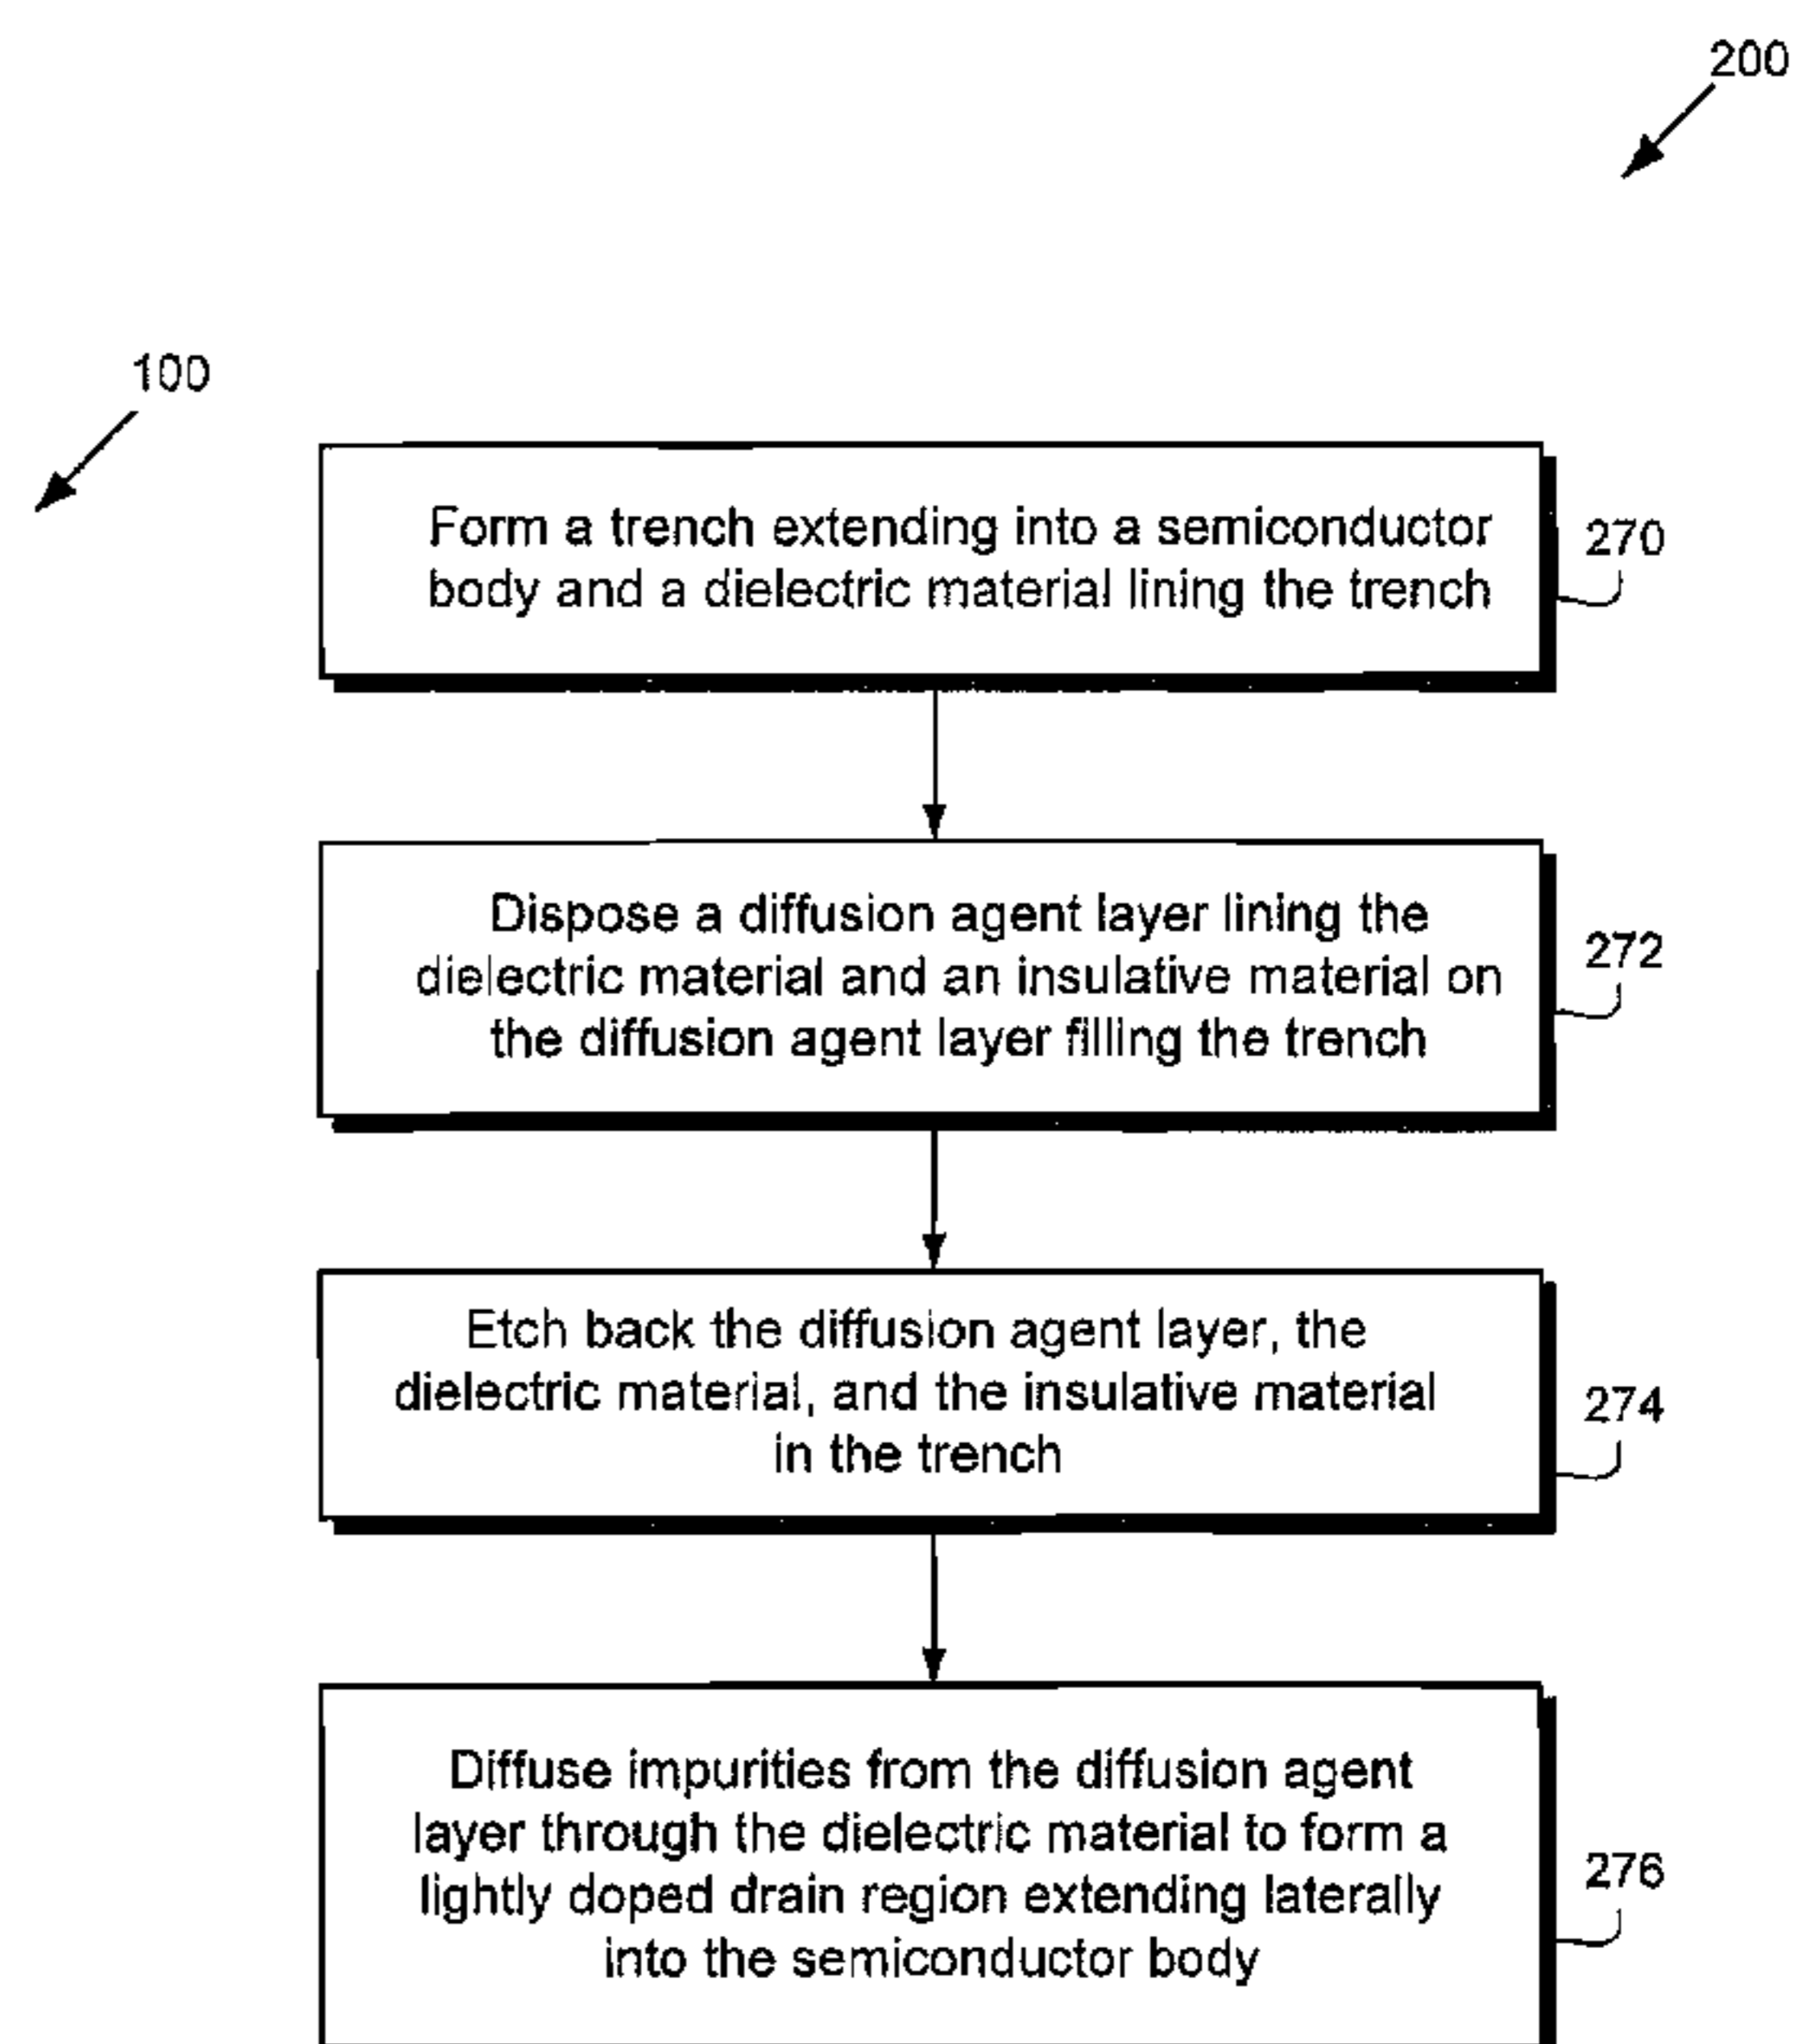 200
100
Form a trench extending into a semiconductor
body and a dielectric material lining the trench
270
Dispose a diffusion agent layer lining the
dielectric material and an insulative material on
the diffusion agent layer filling the trench
272
Etch back the diffusion agent layer, the
dielectric material, and the insulative material
in the trench
274
Diffuse impurities from the diffusion agent
layer through the dielectric material to form a
lightly doped drain region extending laterally
into the semiconductor body
276